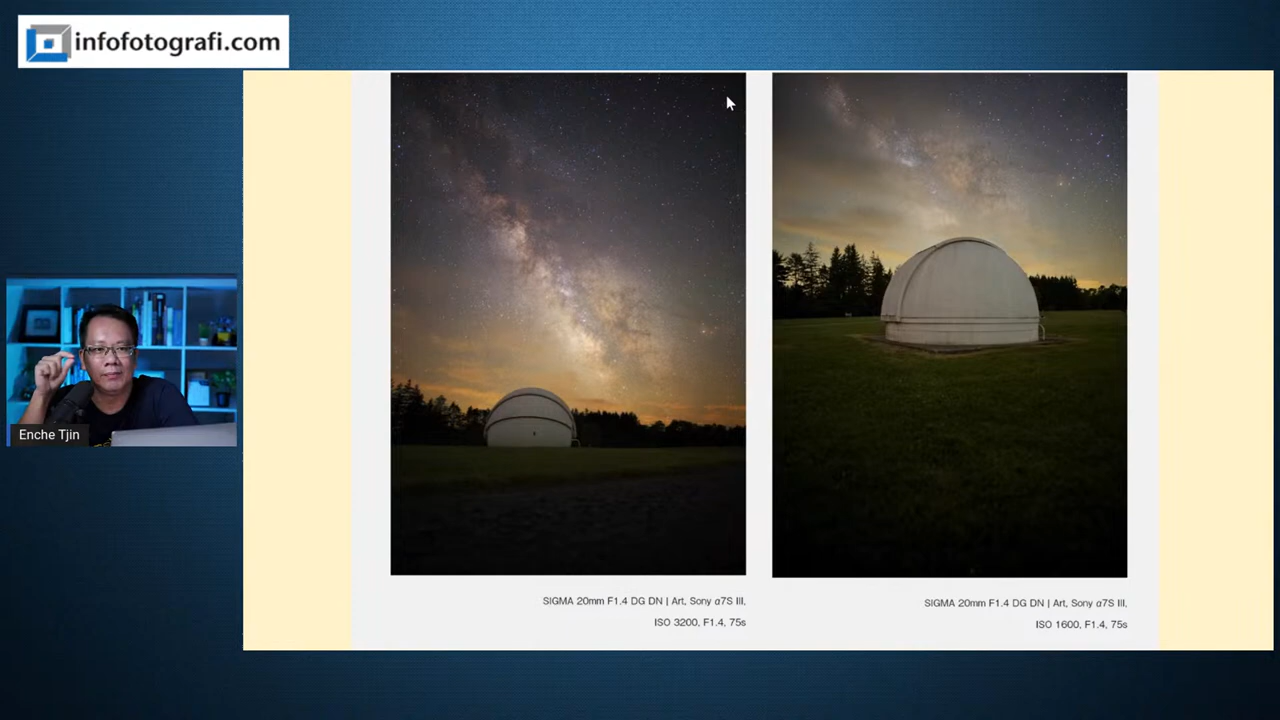 infofotografi.com
Enche Tjin
SIGMA 20mm F1.4 DG DN | Art, Sony α7S III,
ISO 3200, F1.4, 75s
SIGMA 20mm F1.4 DG DN | Art, Sony α7S III,
ISO 1600, F1.4, 75s